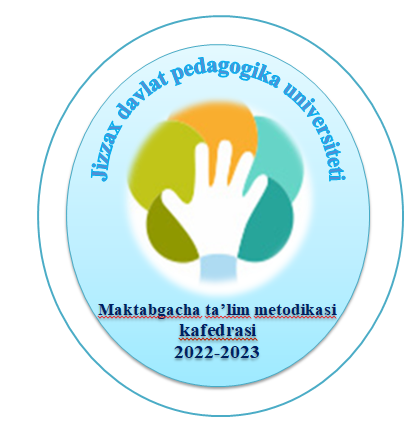 Jizzax davlat pedagogika universiteti
Maktabgacha ta’lim metodikasi
kafedrasi
2022-2023